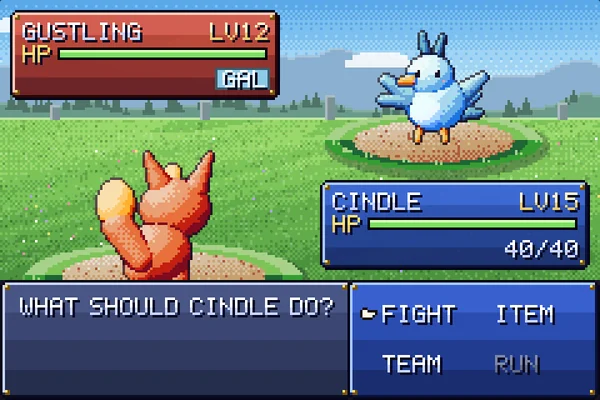 GUSTLING LV12
HP
GAL
CINDLE LV15
HP
40/40
WHAT SHOULD CINDLE DO?
FIGHT ITEM
TEAM RUN